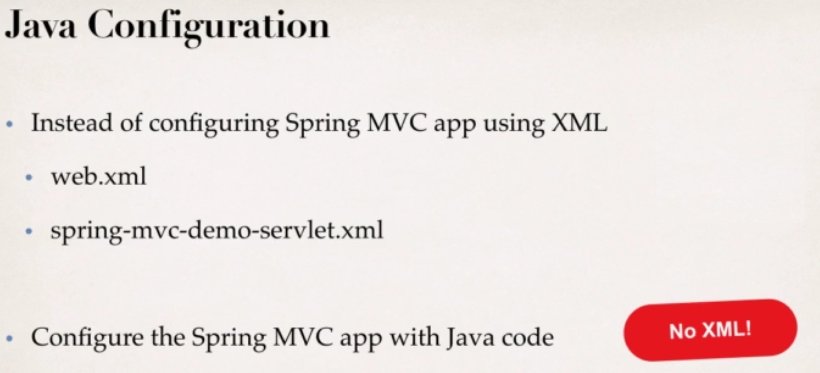 Java Configuration
• Instead of configuring Spring MVC app using XML
• web.xml
• spring-mvc-demo-servlet.xml
• Configure the Spring MVC app with Java code
No XML!